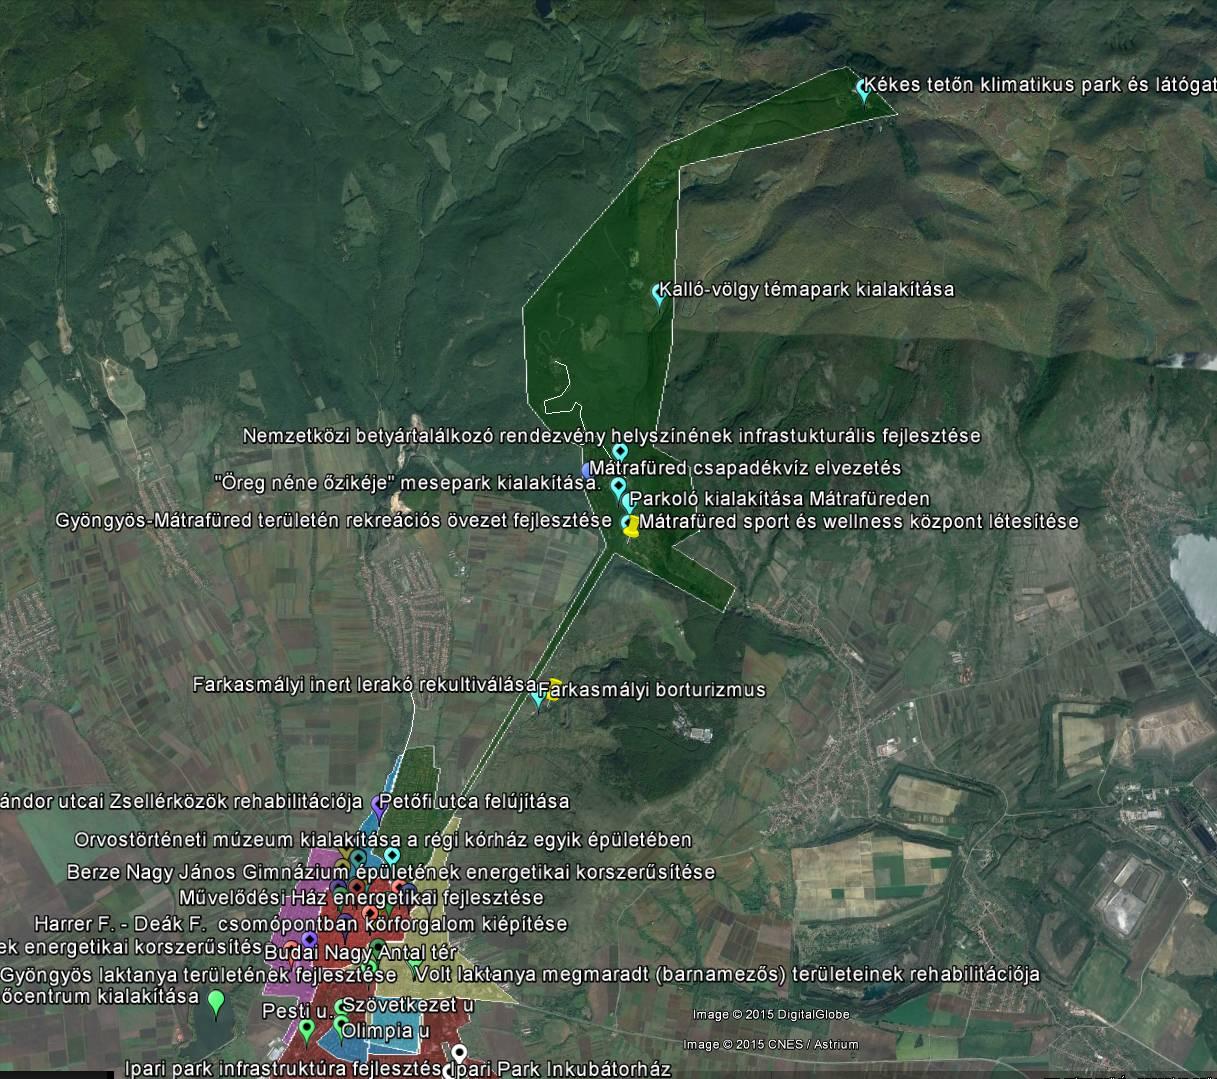 Kékes tetőn klimatikus park és látógat
Kalló-völgy témapark kialakítása
Nemzetközi betyártalálkozó rendezvény helyszínének infrastukturális fejlesztése
Mátrafüred csapadékvíz elvezetés
"Öreg néne őzikéje" mesepark kialakítása.
Parkoló kialakítása Mátrafüreden
Gyöngyös-Mátrafüred területén rekreációs övezet fejlesztése
Mátrafüred sport és wellness központ létesítése
Farkasmályi inert lerakó rekultiválása
Farkasmályi borturizmus
ándor utcai Zsellérközök rehabilitációja
Petőfi utca felújítása
Orvostörténeti múzeum kialakítása a régi kórház egyik épületében
Berze Nagy János Gimnázium épületének energetikai korszerűsítése
Művelődési Ház energetikai fejlesztése
Harrer F. - Deák F. csomópontban körforgalom kiépítése
ek energetikai korszerűsítés
Budai Nagy Antal tér
Gyöngyös laktanya területének fejlesztése
Volt laktanya megmaradt (barnamezős) területeinek rehabilitációja
őcentrum kialakítása
Szövetkezet u
Pesti u.
Olimpia u
Image © 2015 DigitalGlobe
Image © 2015 CNES / Astrium
Ipari park infrastruktúra fejlesztés
Ipari Park Inkubátorház